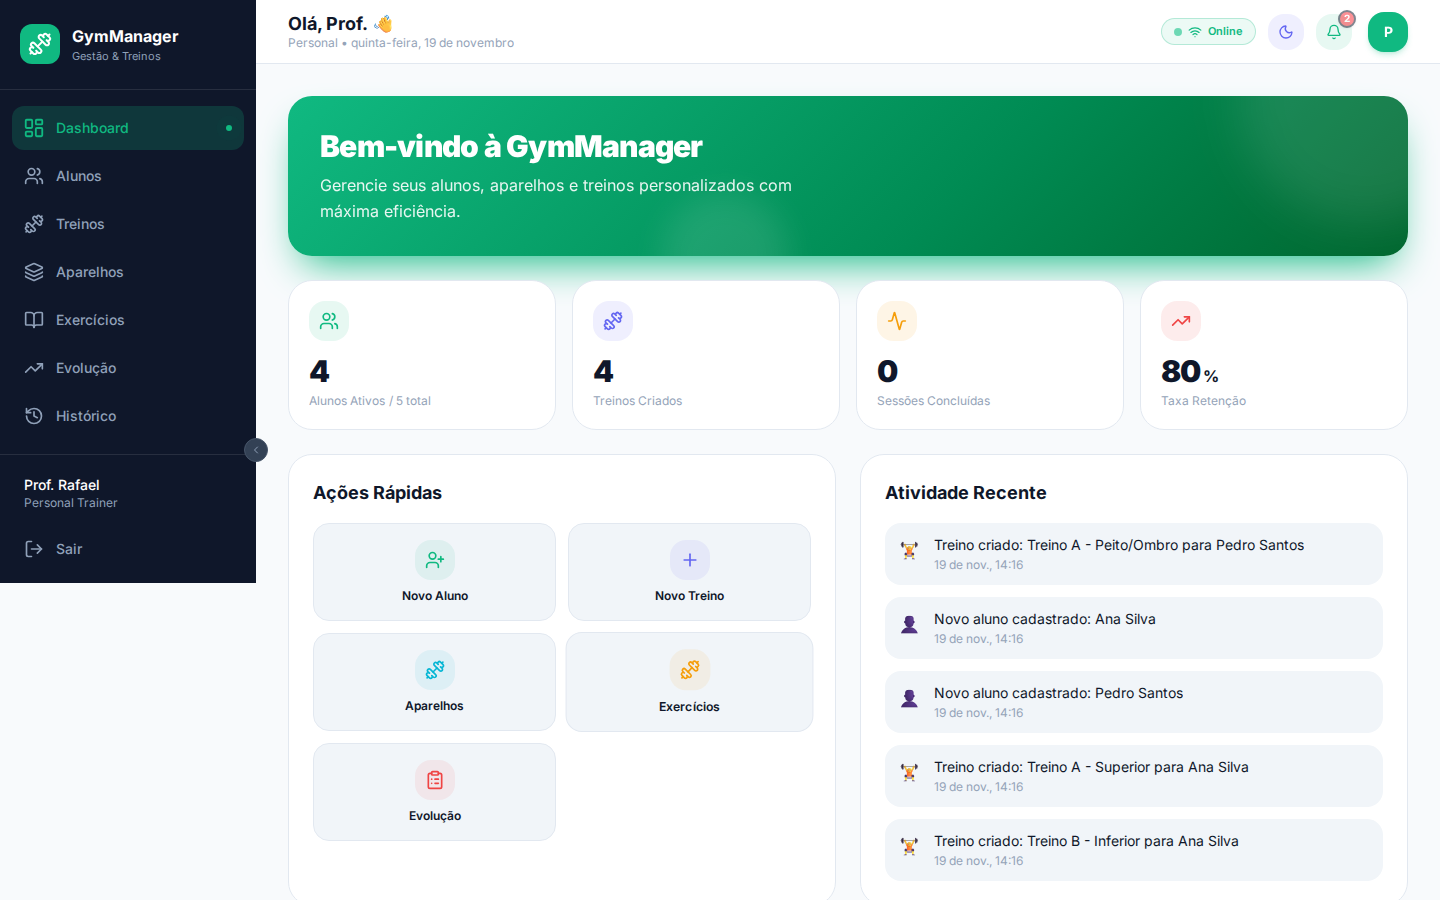 GymManager
Gestão & Treinos
Dashboard
Alunos
Treinos
Aparelhos
Exercícios
Evolução
Histórico
Prof. Rafael
Personal Trainer
Sair
Olá, Prof. 👋
Personal • quinta-feira, 19 de novembro
Online
2
P
Bem-vindo à GymManager
Gerencie seus alunos, aparelhos e treinos personalizados com
máxima eficiência.
4
Alunos Ativos / 5 total
4
Treinos Criados
0
Sessões Concluídas
80%
Taxa Retenção
Ações Rápidas
Novo Aluno
Novo Treino
Aparelhos
Exercícios
Evolução
Atividade Recente
Treino criado: Treino A - Peito/Ombro para Pedro Santos
19 de nov., 14:16
Novo aluno cadastrado: Ana Silva
19 de nov., 14:16
Novo aluno cadastrado: Pedro Santos
19 de nov., 14:16
Treino criado: Treino A - Superior para Ana Silva
19 de nov., 14:16
Treino criado: Treino B - Inferior para Ana Silva
19 de nov., 14:16